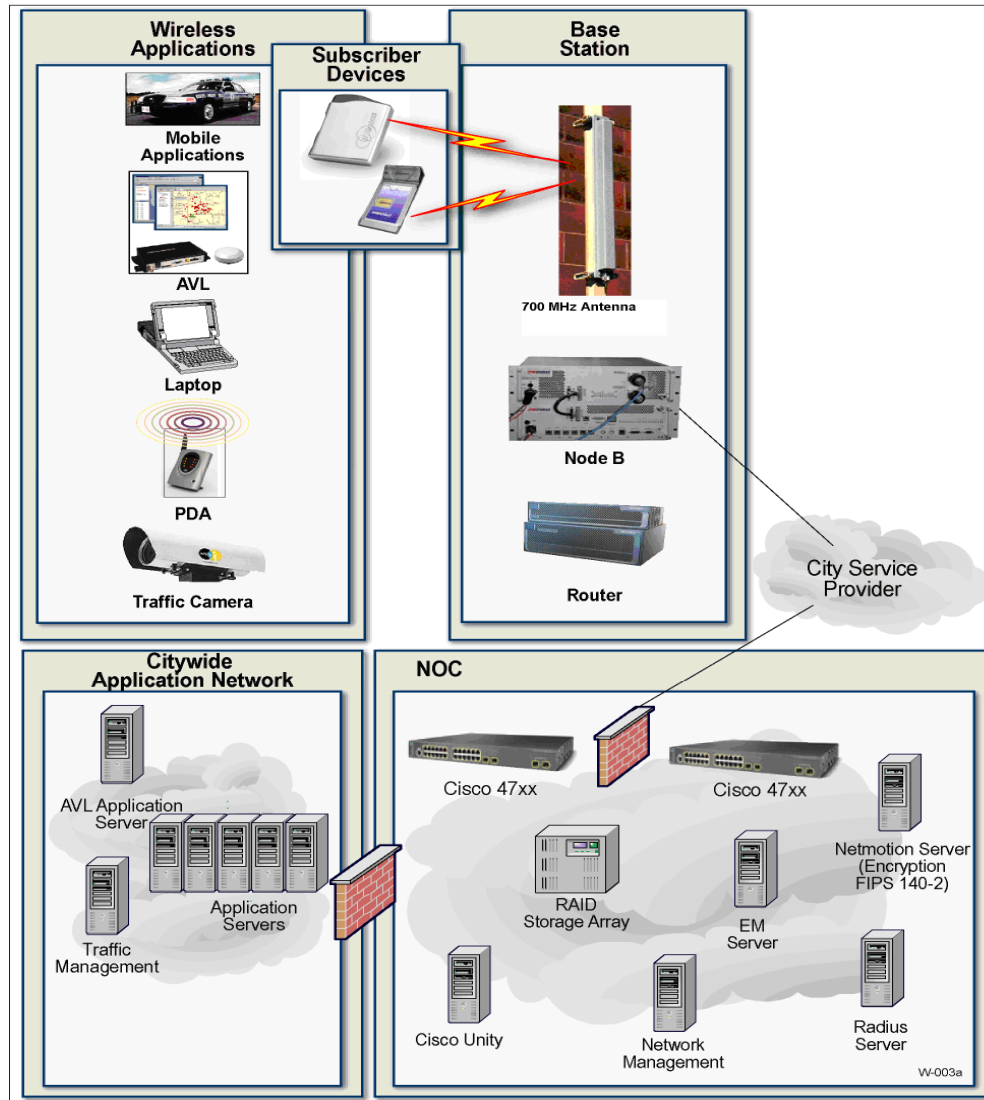 Wireless
Applications
Mobile
Applications
AVL
Laptop
PDA
Traffic Camera
Subscriber
Devices
Base
Station
700 MHz Antenna
Node B
Router
City Service
Provider
Citywide
Application Network
AVL Application
Server
Application
Servers
Traffic
Management
NOC
Cisco 47xx
Cisco 47xx
Netmotion Server
(Encryption
FIPS 140-2)
RAID
Storage Array
EM
Server
Cisco Unity
Network
Management
Radius
Server
W-003a